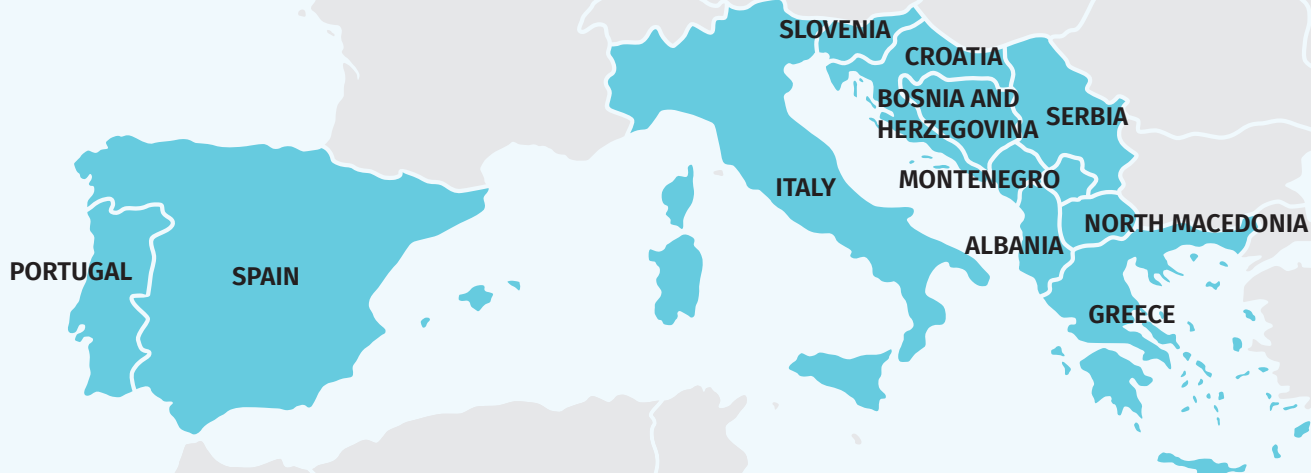 SLOVENIA
CROATIA
BOSNIA AND
HERZEGOVINA
SERBIA
MONTENEGRO
ITALY
NORTH MACEDONIA
ALBANIA
PORTUGAL
SPAIN
GREECE